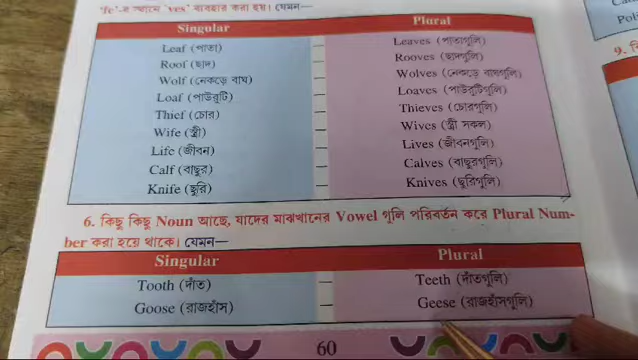 'fe'-র স্থানে 'ves' ব্যবহার করা হয়। যেমন—
Singular Plural
Leaf (পাতা) — Leaves (পাতাগুলি)
Roof (ছাদ) — Rooves (ছাদগুলি)
Wolf (নেকড়ে বাঘ) — Wolves (নেকড়ে বাঘগুলি)
Loaf (পাউরুটি) — Loaves (পাউরুটিগুলি)
Thief (চোর) — Thieves (চোরগুলি)
Wife (স্ত্রী) — Wives (স্ত্রী সকল)
Life (জীবন) — Lives (জীবনগুলি)
Calf (বাছুর) — Calves (বাছুরগুলি)
Knife (ছুরি) — Knives (ছুরিগুলি)
6. কিছু কিছু Noun আছে, যাদের মাঝখানের Vowel গুলি পরিবর্তন করে Plural Num-
ber করা হয়ে থাকে। যেমন—
Singular Plural
Tooth (দাঁত) — Teeth (দাঁতগুলি)
Goose (রাজহাঁস) — Geese (রাজহাঁসগুলি)
60
9.